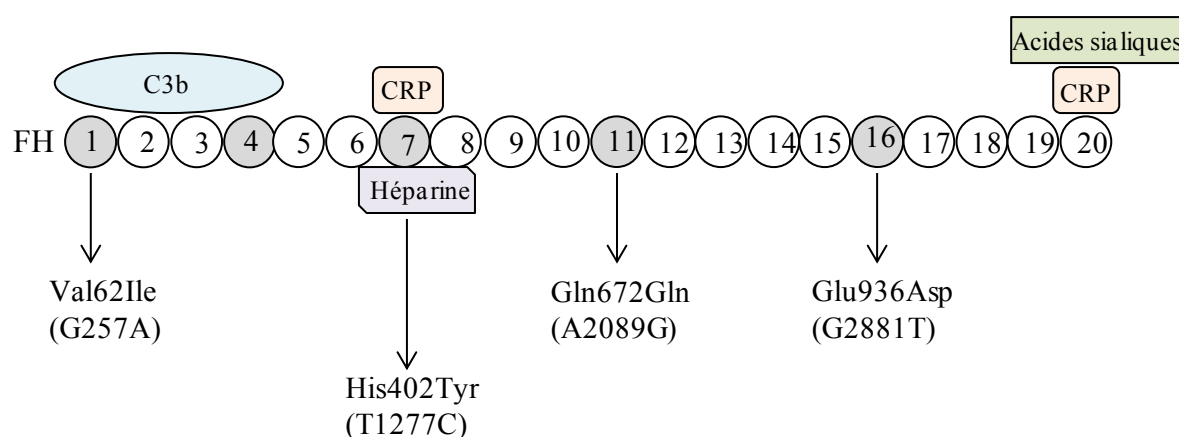 Acides sialiques
C3b
CRP
CRP
FH 1 2 3 4 5 6 7 8 9 10 11 12 13 14 15 16 17 18 19 20
Héparine
Val62Ile
(G257A)
Gln672Gln
(A2089G)
Glu936Asp
(G2881T)
His402Tyr
(T1277C)